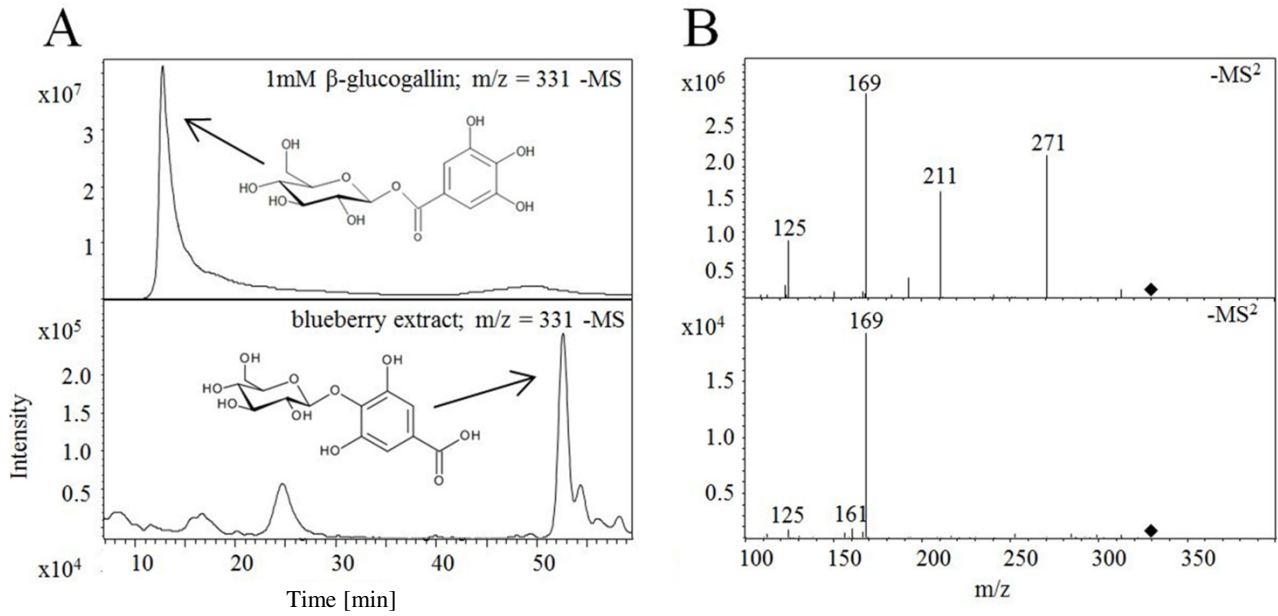 A
B
x10⁷
1mM β-glucogallin; m/z = 331 -MS
3
2
1
OH
HO
HO
O
OH
O
O
OH
OH
OH
x10⁵
blueberry extract; m/z = 331 -MS
2.0
1.5
1.0
0.5
OH
HO
HO
O
OH
O
OH
HO
OH
O
Intensity
x10⁴
10
20
30
40
50
Time [min]
x10⁶
-MS²
2.5
2.0
1.5
1.0
0.5
125
169
211
271
x10⁴
-MS²
1.5
1.0
0.5
125
161
169
100
150
200
250
300
350
m/z